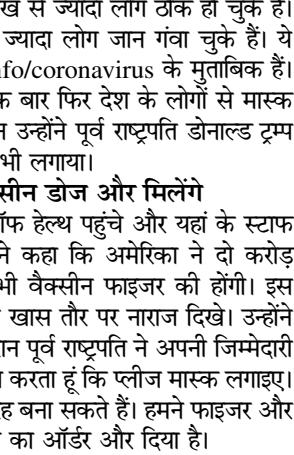 ख से ज्यादा लोग ठीक हो चुके हैं।
ज्यादा लोग जान गंवा चुके हैं। ये
nfo/coronavirus के मुताबिक हैं।
क बार फिर देश के लोगों से मास्क
न उन्होंने पूर्व राष्ट्रपति डोनाल्ड ट्रम्प
भी लगाया।
सीन डोज और मिलेंगे
ऑफ हेल्थ पहुंचे और यहां के स्टाफ
ने कहा कि अमेरिका ने दो करोड़
भी वैक्सीन फाइजर की होंगी। इस
खास तौर पर नाराज दिखे। उन्होंने
रान पूर्व राष्ट्रपति ने अपनी जिम्मेदारी
करता हूं कि प्लीज मास्क लगाइए।
ह बना सकते हैं। हमने फाइजर और
का ऑर्डर और दिया है।